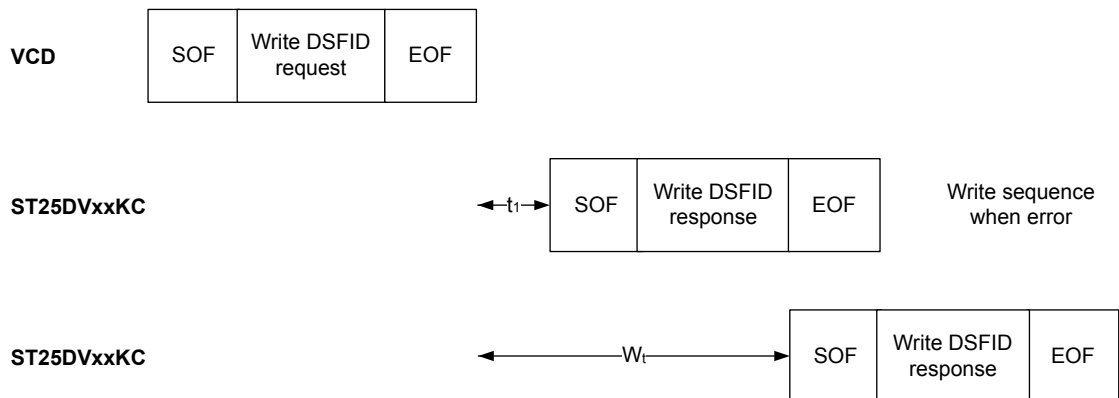 VCD
SOF
Write DSFID
request
EOF
ST25DVxxKC
t1
SOF
Write DSFID
response
EOF
Write sequence
when error
ST25DVxxKC
Wt
SOF
Write DSFID
response
EOF